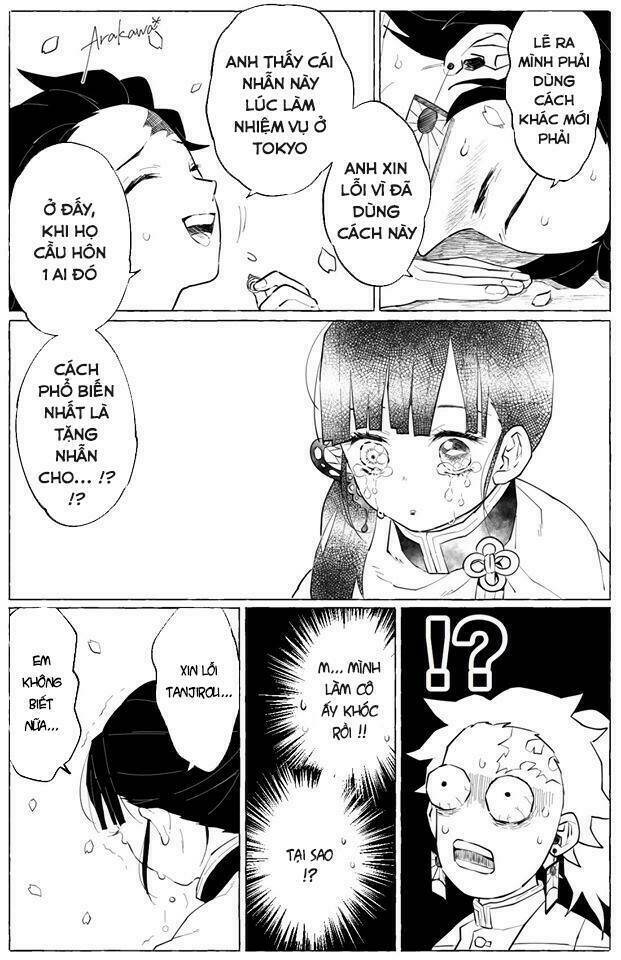 LẼ RA
MÌNH PHẢI
DÙNG
CÁCH
KHÁC MỚI
PHẢI
ANH XIN
LỖI VÌ ĐÃ
DÙNG
CÁCH NÀY
ANH THẤY CÁI
NHẪN NÀY
LÚC LÀM
NHIỆM VỤ Ở
TOKYO
Arakawa*
Ở ĐẤY,
KHI HỌ
CẦU HÔN
1 AI ĐÓ
CÁCH
PHỔ BIẾN
NHẤT LÀ
TẶNG
NHẪN
CHO... !?
!?
!?
M... MÌNH
LÀM CÔ
ẤY KHÓC
RỒI !!
TẠI SAO
!?
XIN LỖI
TANJIROU...
EM
KHÔNG
BIẾT
NỮA...